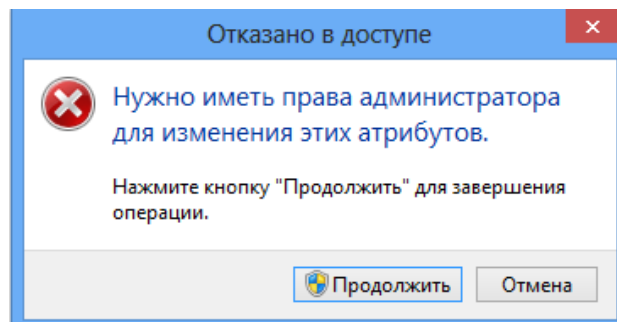 Отказано в доступе
Нужно иметь права администратора
для изменения этих атрибутов.
Нажмите кнопку "Продолжить" для завершения
операции.
Продолжить
Отмена